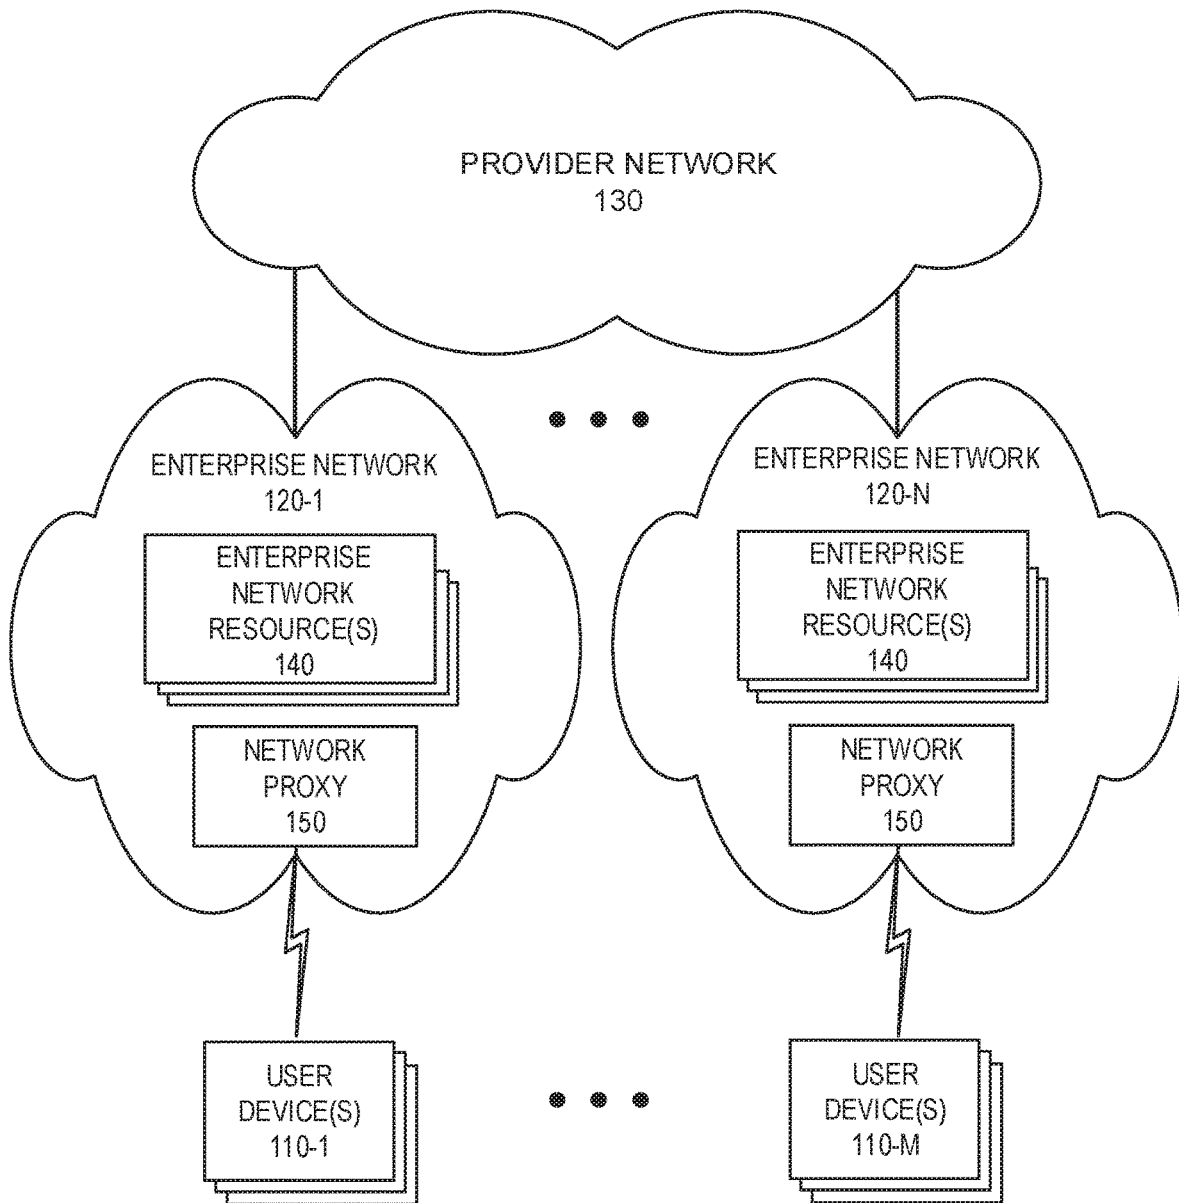 PROVIDER NETWORK
130
ENTERPRISE NETWORK
120-1
ENTERPRISE
NETWORK
RESOURCE(S)
140
NETWORK
PROXY
150
ENTERPRISE NETWORK
120-N
ENTERPRISE
NETWORK
RESOURCE(S)
140
NETWORK
PROXY
150
USER
DEVICE(S)
110-1
USER
DEVICE(S)
110-M